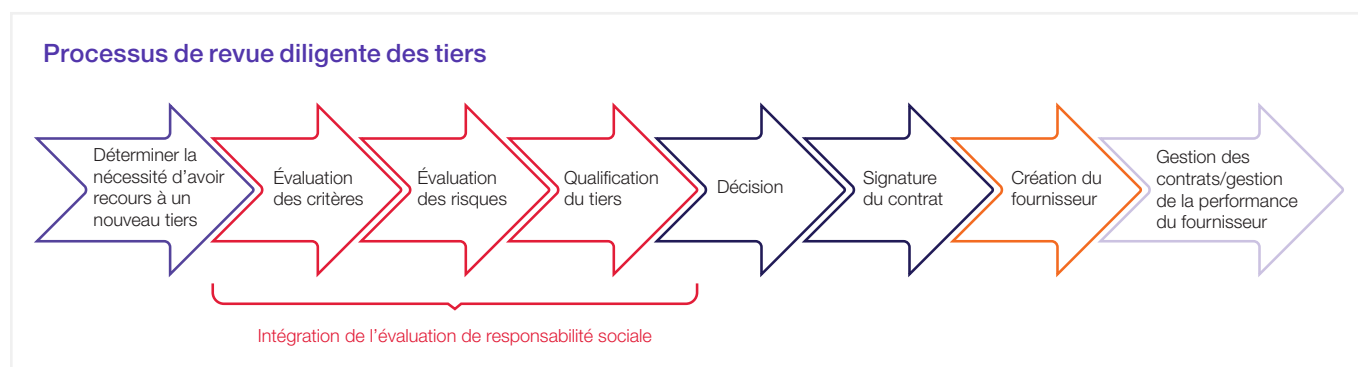 Processus de revue diligente des tiers
Déterminer la
nécessité d’avoir
recours à un
nouveau tiers
Évaluation
des critères
Évaluation
des risques
Qualification
du tiers
Décision
Signature
du contrat
Création du
fournisseur
Gestion des
contrats/gestion
de la performance
du fournisseur
Intégration de l’évaluation de responsabilité sociale